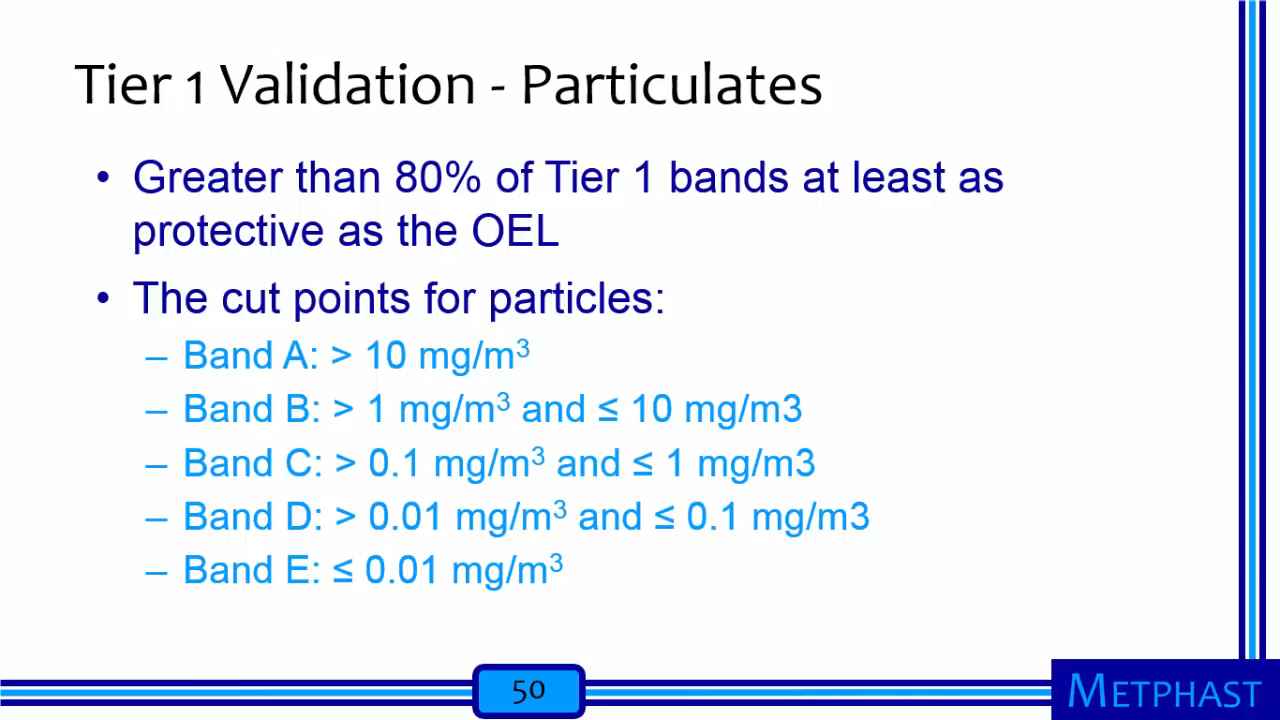 Tier 1 Validation - Particulates
• Greater than 80% of Tier 1 bands at least as
protective as the OEL
• The cut points for particles:
– Band A: > 10 mg/m³
– Band B: > 1 mg/m³ and ≤ 10 mg/m3
– Band C: > 0.1 mg/m³ and ≤ 1 mg/m3
– Band D: > 0.01 mg/m³ and ≤ 0.1 mg/m3
– Band E: ≤ 0.01 mg/m³
50
METPHAST